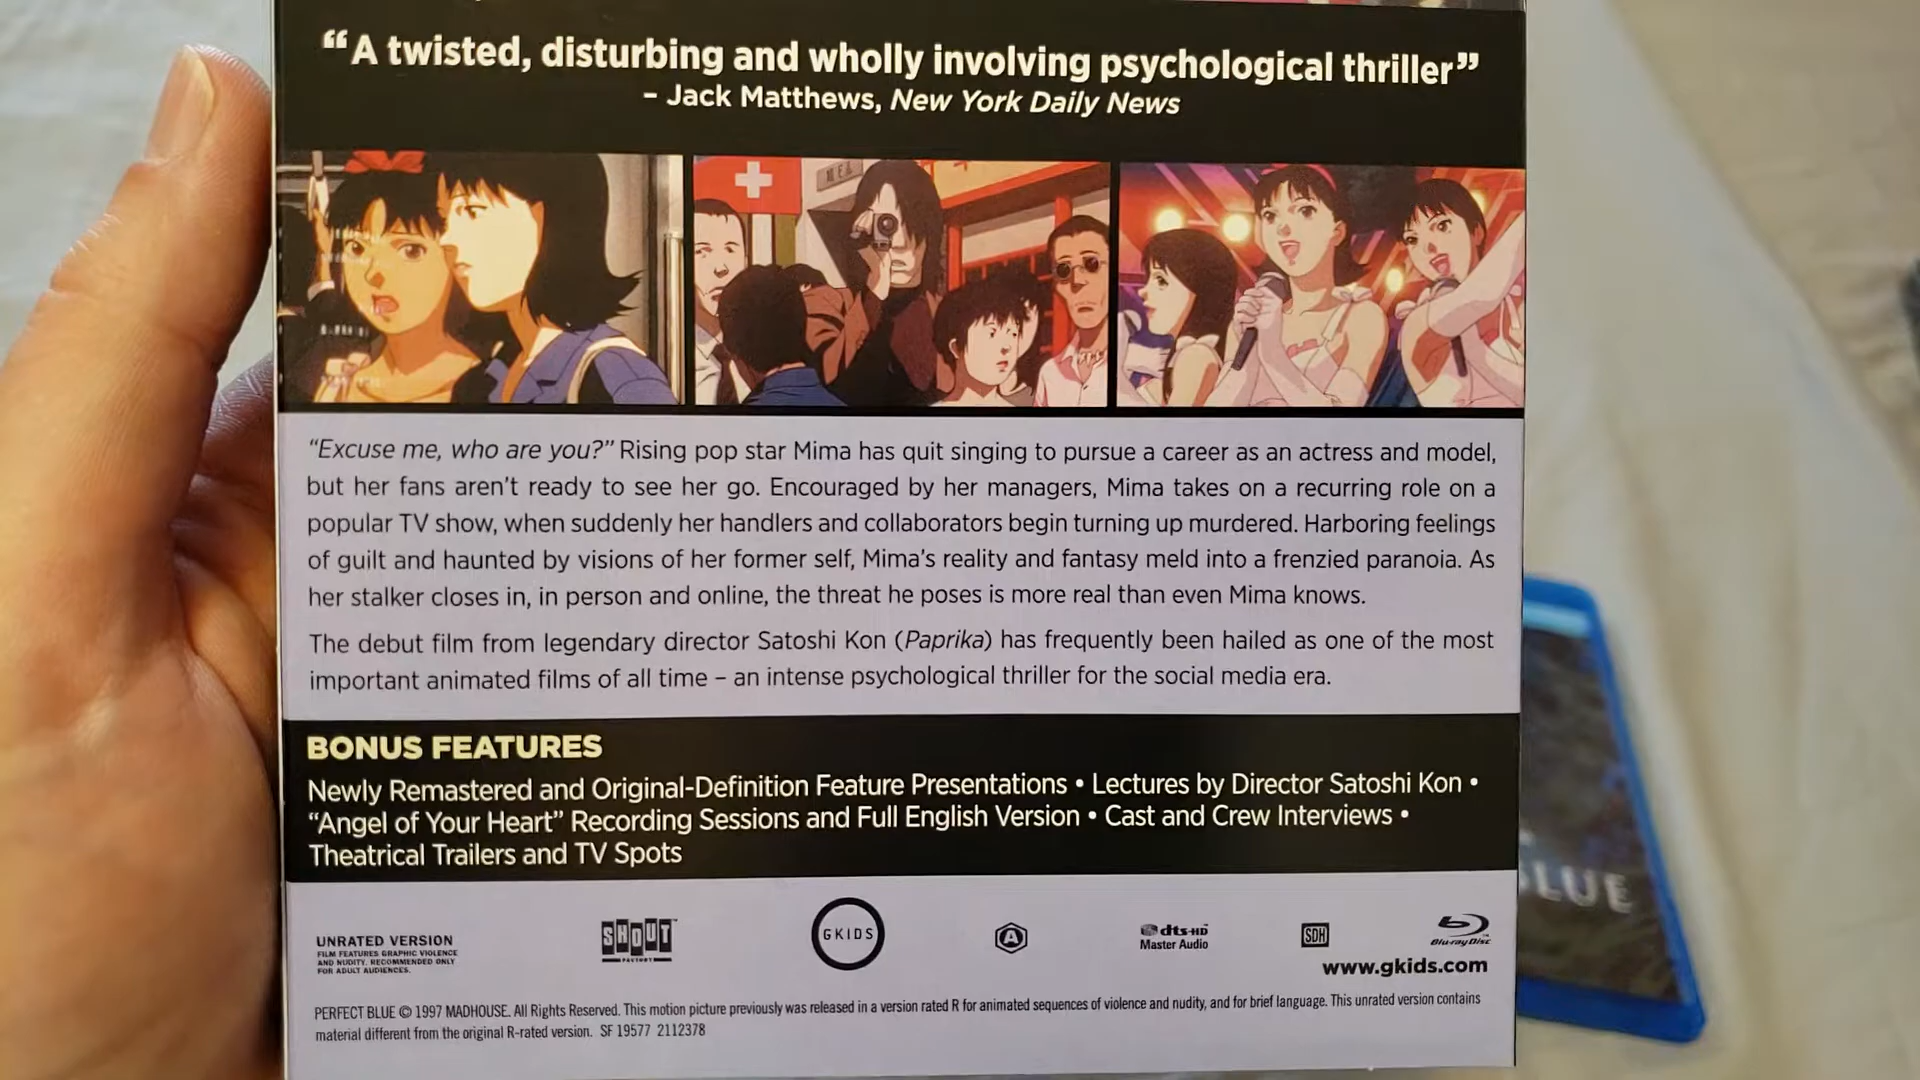 “A twisted, disturbing and wholly involving psychological thriller”
– Jack Matthews, New York Daily News
“Excuse me, who are you?” Rising pop star Mima has quit singing to pursue a career as an actress and model,
but her fans aren’t ready to see her go. Encouraged by her managers, Mima takes on a recurring role on a
popular TV show, when suddenly her handlers and collaborators begin turning up murdered. Harboring feelings
of guilt and haunted by visions of her former self, Mima’s reality and fantasy meld into a frenzied paranoia. As
her stalker closes in, in person and online, the threat he poses is more real than even Mima knows.
The debut film from legendary director Satoshi Kon (Paprika) has frequently been hailed as one of the most
important animated films of all time – an intense psychological thriller for the social media era.
BONUS FEATURES
Newly Remastered and Original-Definition Feature Presentations • Lectures by Director Satoshi Kon •
“Angel of Your Heart” Recording Sessions and Full English Version • Cast and Crew Interviews •
Theatrical Trailers and TV Spots
UNRATED VERSION
FILM FEATURES GRAPHIC VIOLENCE
AND NUDITY. RECOMMENDED ONLY
FOR ADULT AUDIENCES.
SHOUT™
FACTORY
GKIDS
A
dts-HD
Master Audio
SDH
Blu-ray Disc™
www.gkids.com
PERFECT BLUE © 1997 MADHOUSE. All Rights Reserved. This motion picture previously was released in a version rated R for animated sequences of violence and nudity, and for brief language. This unrated version contains
material different from the original R-rated version. SF 19577 2112378
BLUE